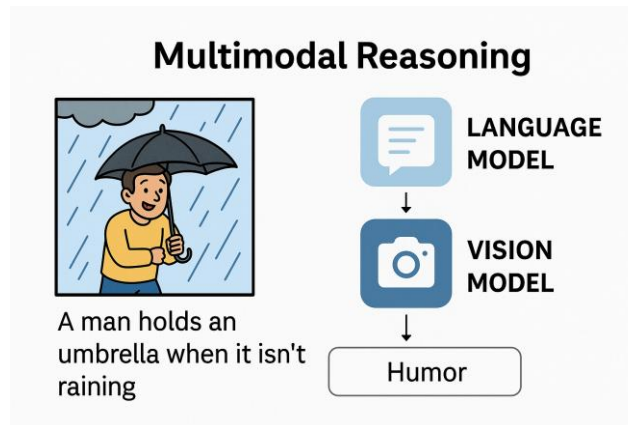 Multimodal Reasoning
A man holds an
umbrella when it isn't
raining
LANGUAGE
MODEL
VISION
MODEL
Humor